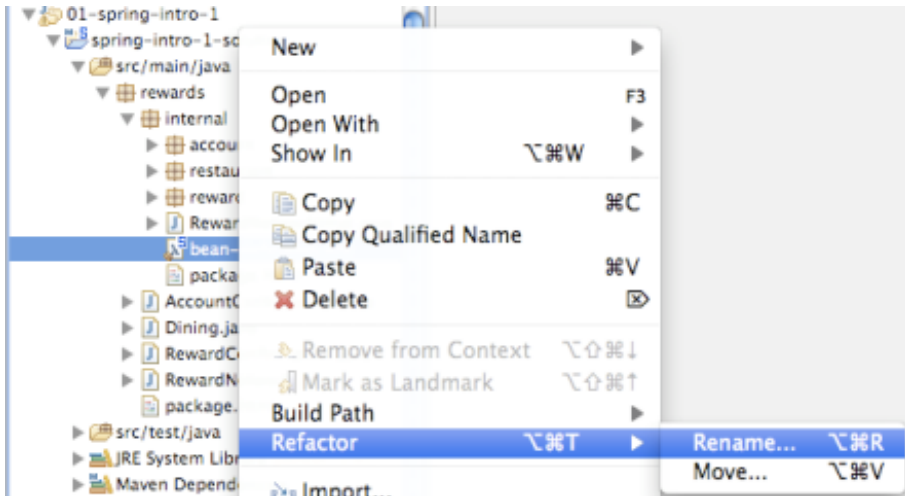 01-spring-intro-1
spring-intro-1-so
src/main/java
rewards
internal
accou
restau
reward
Rewar
bean-
packa
AccountC
Dining.ja
RewardC
RewardN
package.
src/test/java
JRE System Libr
Maven Depend
New
Open F3
Open With
Show In ⌥⌘W
Copy ⌘C
Copy Qualified Name
Paste ⌘V
Delete ⌦
Remove from Context ⌥⇧⌘↓
Mark as Landmark ⌥⇧⌘↑
Build Path
Refactor ⌥⌘T
Import...
Rename... ⌥⌘R
Move... ⌥⌘V